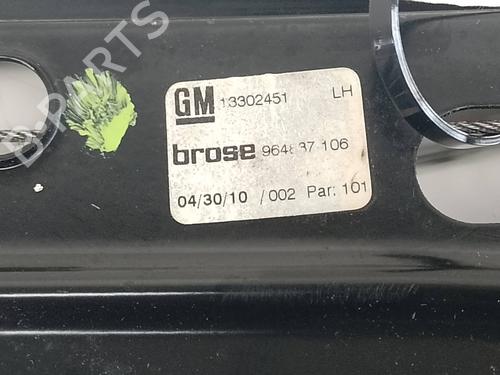 B-PARTS
GM 13302451 LH
brose 106
04/30/10 /002 Par: 101